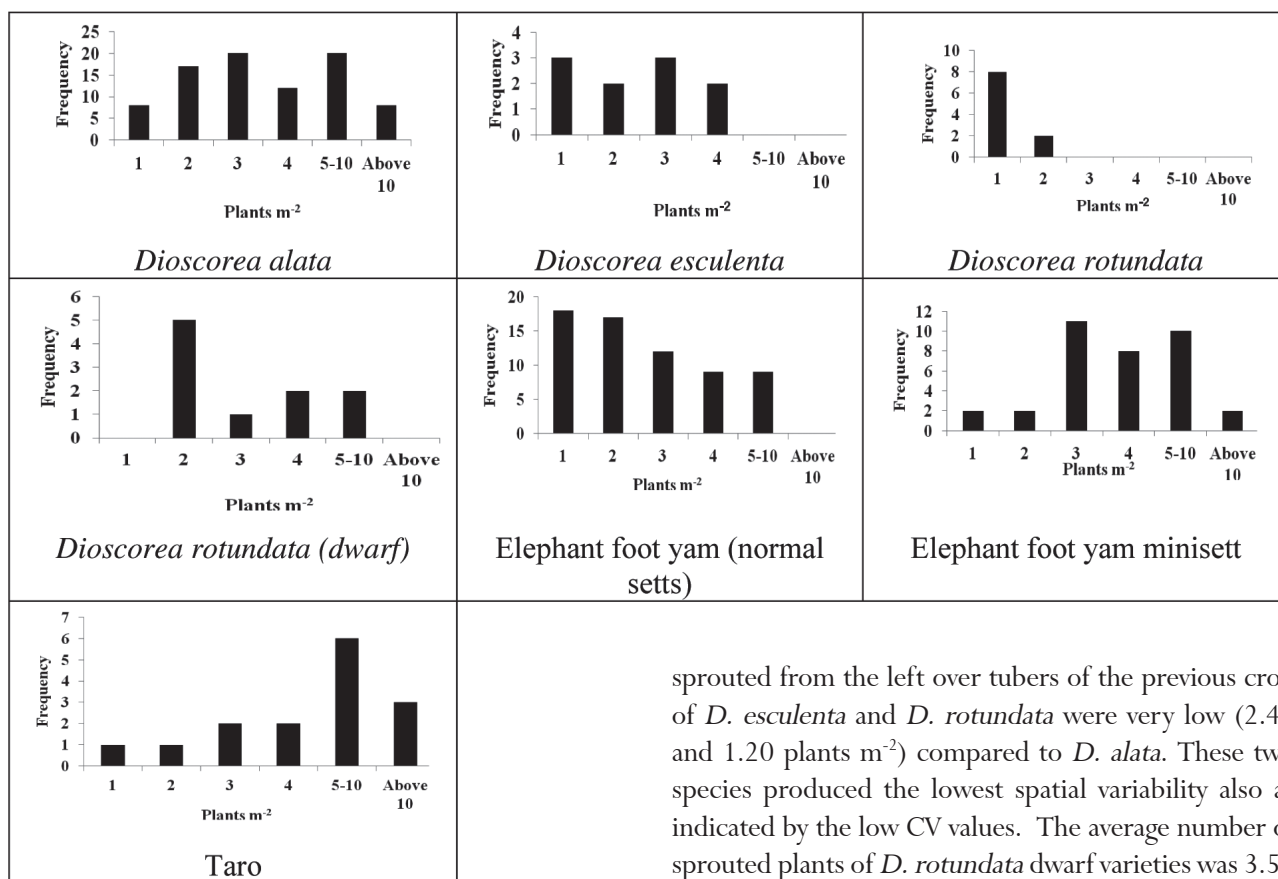 25
20
15
10
5
0
Frequency
1 2 3 4 5-10 Above
10
Plants m-2
Dioscorea alata
4
3
2
1
0
Frequency
1 2 3 4 5-10 Above
10
Plants m-2
Dioscorea esculenta
10
8
6
4
2
0
Frequency
1 2 3 4 5-10 Above
10
Plants m-2
Dioscorea rotundata
6
5
4
3
2
1
0
Frequency
1 2 3 4 5-10 Above
10
Plants m-2
Dioscorea rotundata (dwarf)
20
15
10
5
0
Frequency
1 2 3 4 5-10 Above
10
Plants m-2
Elephant foot yam (normal
setts)
12
10
8
6
4
2
0
Frequency
1 2 3 4 5-10 Above
10
Plants m-2
Elephant foot yam minisett
7
6
5
4
3
2
1
0
Frequency
1 2 3 4 5-10 Above
10
Plants m-2
Taro
sprouted from the left over tubers of the previous cro
of D. esculenta and D. rotundata were very low (2.4
and 1.20 plants m-2) compared to D. alata. These tw
species produced the lowest spatial variability also a
indicated by the low CV values. The average number o
sprouted plants of D. rotundata dwarf varieties was 3.5